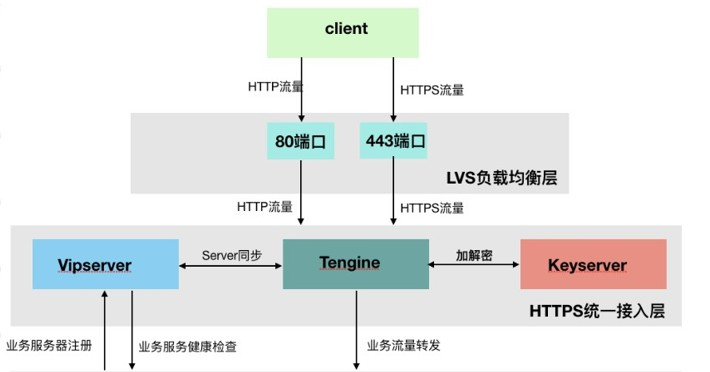 client
HTTP流量
HTTPS流量
80端口
443端口
LVS负载均衡层
HTTP流量
HTTPS流量
Vipserver
Server同步
Tengine
加解密
Keyserver
HTTPS统一接入层
业务服务器注册
业务服务健康检查
业务流量转发